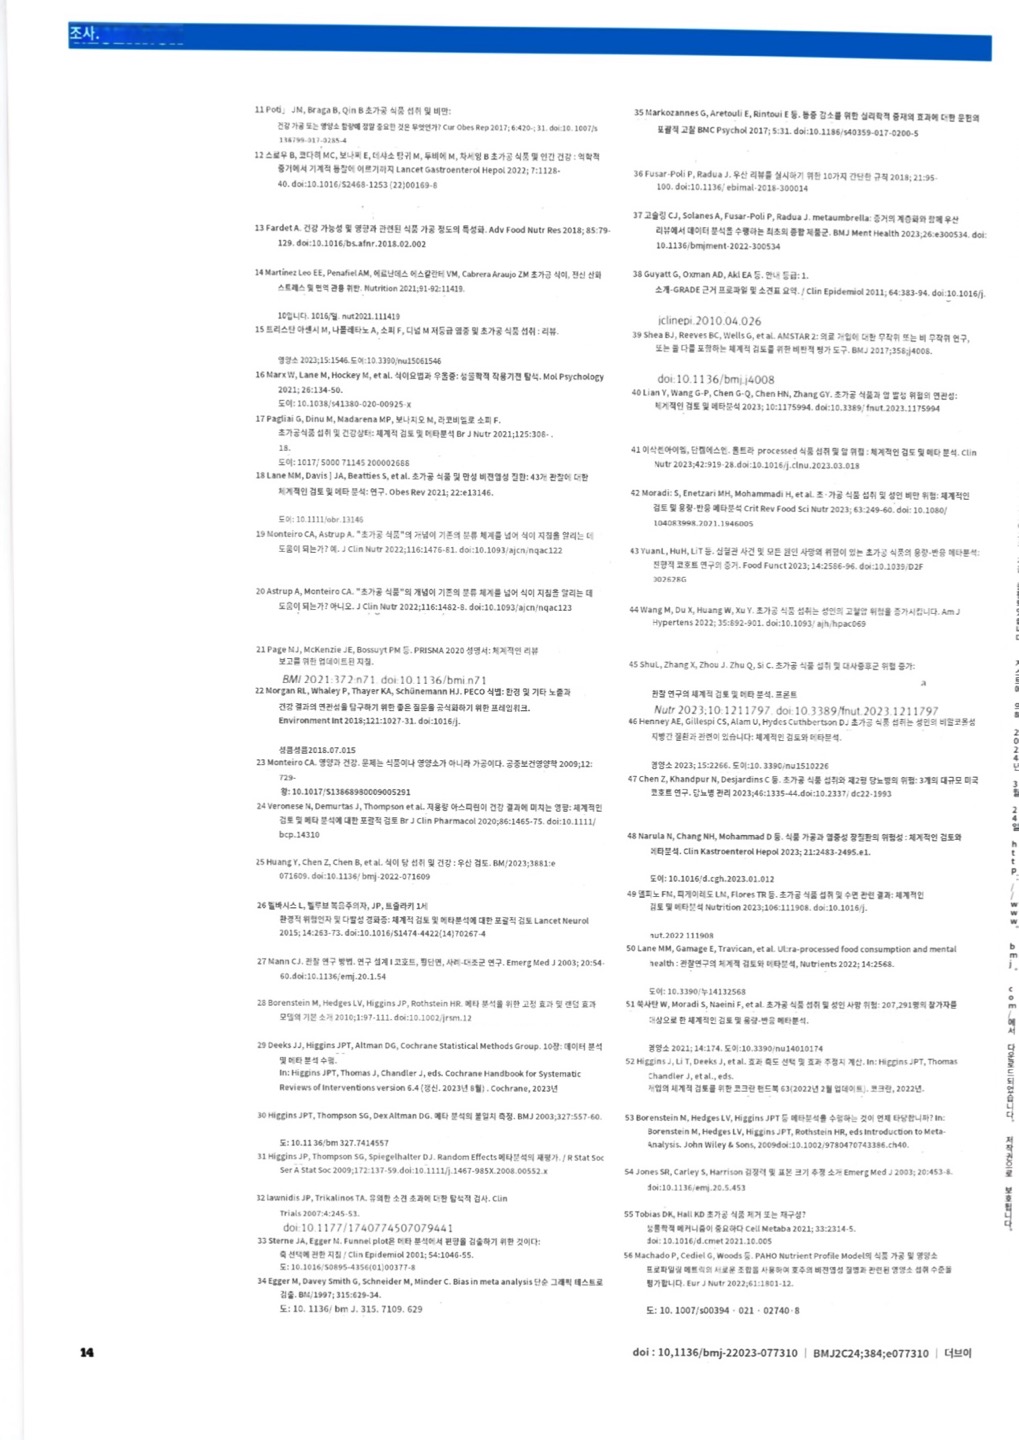 조사.
11 Poti, JN, Braga B, Qin B 초가공 식품 섭취 및 비만:
건강 가공 또는 영양소 함량에 정말 중요한 것은 무엇인가? Cur Obes Rep 2017; 6:420-; 31. doi:10. 1007/s
138799-017-0285-4
12 스로우 B, 코다히 MC, 보나찌 E, 데샤소 탕귀 M, 투비에 M, 차서잉 B 초가공 식품 및 인간 건강 : 역학적
증거에서 기계적 통찰에 이르기까지 Lancet Gastroenterol Hepol 2022; 7:1128-
40. doi:10.1016/S2468-1253 (22)00169-8
13 Fardet A. 건강 가능성 및 영양과 관련된 식품 가공 정도의 특성화. Adv Food Nutr Res 2018; 85:79-
129. doi:10.1016/bs.afnr.2018.02.002
14 Martínez Leo EE, Penafiel AM, 에르난데스 에스칼란티 VM, Cabrera Araujo ZM 초가공 식이, 전신 산화
스트레스 및 면역 관용 위반. Nutrition 2021;91-92:11419.
10입니다. 1016/월. nut2021.111419
15 트리스탄 아센시 M, 나폴레타노 A, 소피 F, 디넘 M 저등급 염증 및 초가공 식품 섭취 : 리뷰.
영양소 2023;15:1546.도이:10.3390/nu15061546
16 Marx W, Lane M, Hockey M, et al. 식이요법과 우울증: 생물학적 작용기전 탐색. Mol Psychology
2021; 26:134-50.
도이: 10.1038/s41380-020-00925-x
17 Pagliai G, Dinu M, Madarena MP, 보나치오 M, 라코비엘로 소피 F.
초가공식품 섭취 및 건강상태: 체계적 검토 및 메타분석 Br J Nutr 2021;125:308- .
18.
도이: 1017/ 5000 71145 200002688
18 Lane NM, Davis ] JA, Beatties S, et al. 초가공 식품 및 만성 비전염성 질환: 43개 관찰에 대한
체계적인 검토 및 메타 분석: 연구. Obes Rev 2021; 22:e13146.
도이: 10.1111/obr.13146
19 Monteiro CA, Astrup A. "초가공 식품"의 개념이 기존의 분류 체계를 넘어 식이 지침을 알리는 데
도움이 되는가? 예. J Clin Nutr 2022;116:1476-81. doi:10.1093/ajcn/nqac122
20 Astrup A, Monteiro CA. "초가공 식품"의 개념이 기존의 분류 체계를 넘어 식이 지침을 알리는 데
도움이 되는가? 아니오. J Clin Nutr 2022;116:1482-8. doi:10.1093/ajcn/nqac123
21 Page NJ, McKenzie JE, Bossuyt PM 등. PRISMA 2020 성명서: 체계적인 리뷰
보고를 위한 업데이트된 지침.
BMI 2021:372:n71. doi:10.1136/bmi.n71
22 Morgan RL, Whaley P, Thayer KA, Schünemann HJ. PECO 식별: 환경 및 기타 노출과
건강 결과의 연관성을 탐구하기 위한 좋은 질문을 공식화하기 위한 프레임워크.
Environment Int 2018;121:1027-31. doi:1016/j.
성큼성큼2018.07.015
23 Monteiro CA. 영양과 건강. 문제는 식품이나 영양소가 아니라 가공이다. 공중보건영양학 2009;12:
729-
황: 10.1017/S13868980009005291
24 Veronese N, Demurtas J, Thompson et al. 저용량 아스피린이 건강 결과에 미치는 영향: 체계적인
검토 및 메타 분석에 대한 포괄적 검토 Br J Clin Pharmacol 2020;86:1465-75. doi:10.1111/
bcp.14310
25 Huang Y, Chen Z, Chen B, et al. 식이 당 섭취 및 건강 : 우산 검토. BM/2023;3881:e
071609. doi:10.1136/ bmj-2022-071609
26 벨바시스 L, 벨루브 복음주의자, JP, 트출라키 1세
환경적 위험인자 및 다발성 경화증: 체계적 검토 및 메타분석에 대한 포괄적 검토 Lancet Neurol
2015; 14:263-73. doi:10.1016/S1474-4422(14)70267-4
27 Nann CJ. 관찰 연구 방법. 연구 설계 I 코호트, 횡단면, 사례-대조군 연구. Emerg Med J 2003; 20:54-
60.doi:10.1136/emj.20.1.54
28 Borenstein M, Hedges LV, Higgins JP, Rothstein HR. 메타 분석을 위한 고정 효과 및 랜덤 효과
모델의 기본 소개 2010;1:97-111. doi:10.1002/jrsm.12
29 Deeks JJ, Higgins JPT, Altman DG, Cochrane Statistical Methods Group. 10장: 데이터 분석
및 메타 분석 수행.
In: Higgins JPT, Thomas J, Chandler J, eds. Cochrane Handbook for Systematic
Reviews of Interventions version 6.4 (갱신. 2023년 8월) . Cochrane, 2023년
30 Higgins JPT, Thompson SG, Dex Altman DG. 메타 분석의 불일치 측정. BMJ 2003;327:557-60.
도: 10.11 36/bm 327.7414557
31 Higgins JP, Thompson SG, Spiegelhalter DJ. Random Effects 메타분석의 재평가. / R Stat Soc
Ser A Stat Soc 2009;172:137-59.doi:10.1111/j.1467-985X.2008.00552.x
32 Iawnidis JP, Trikalinos TA. 유의한 소견 초과에 대한 탐색적 검사. Clin
Trials 2007:4:245-53.
doi:10.1177/1740774507079441
33 Sterne JA, Egger N. Funnel plot은 메타 분석에서 편향을 검출하기 위한 것이다:
축 선택에 관한 지침 / Clin Epidemiol 2001; 54:1046-55.
도: 10.1016/S0895-4356(01)00377-8
34 Egger M, Davey Smith G, Schneider M, Minder C. Bias in meta analysis 단순 그래픽 테스트로
검출. BN/1997; 315:629-34.
도: 10. 1136/ bm J. 315. 7109. 629
35 Markozannes G, Aretouli E, Rintoui E 등. 통증 감소를 위한 심리학적 중재의 효과에 대한 문헌의
포괄적 고찰 BMC Psychol 2017; 5:31. doi:10.1186/s40359-017-0200-5
36 Fusar-Poli P, Radua J. 우산 리뷰를 실시하기 위한 10가지 간단한 규칙 2018; 21:95-
100. doi:10.1136/ ebimal-2018-300014
37 고슬링 CJ, Solanes A, Fusar-Poli P, Radua J. metaumbrella: 증거의 계층화와 함께 우산
리뷰에서 데이터 분석을 수행하는 최초의 종합 제품군. BMJ Ment Health 2023;26:e300534. doi:
10.1136/bmjment-2022-300534
38 Guyatt G, Oxman AD, Akl EA 등. 안내 등급: 1.
소개-GRADE 근거 프로파일 및 소견표 요약. / Clin Epidemiol 2011; 64:383-94. doi:10.1016/j.
jclinepi.2010.04.026
39 Shea BJ, Reeves BC, Wells G, et al. AMSTAR 2: 의료 개입에 대한 무작위 또는 비 무작위 연구,
또는 둘 다를 포함하는 체계적 검토를 위한 비판적 평가 도구. BMJ 2017;358;j4008.
doi:10.1136/bmj.j4008
40 Lian Y, Wang G-P, Chen G-Q, Chen HN, Zhang GY. 초가공 식품과 암 발생 위험의 연관성:
체계적인 검토 및 메타분석 2023; 10:1175994. doi:10.3389/ fnut.2023.1175994
41 이삭센아이엠, 단켈에스인. 울트라 processed 식품 섭취 및 암 위험 : 체계적인 검토 및 메타 분석. Clin
Nutr 2023;42:919-28.doi:10.1016/j.clnu.2023.03.018
42 Moradi: S, Enetzari MH, Mohammadi H, et al. 초·가공 식품 섭취 및 성인 비만 위험: 체계적인
검토 및 용량-반응 메타분석 Crit Rev Food Sci Nutr 2023; 63:249-60. doi: 10.1080/
104083998.2021.1946005
43 YuanL, HuH, LiT 등. 심혈관 사건 및 모든 원인 사망의 위험이 있는 초가공 식품의 용량-반응 메타분석:
전향적 코호트 연구의 증거. Food Funct 2023; 14:2586-96. doi:10.1039/D2F
002628G
44 Wang M, Du X, Huang W, Xu Y. 초가공 식품 섭취는 성인의 고혈압 위험을 증가시킵니다. Am J
Hypertens 2022; 35:892-901. doi:10.1093/ ajh/hpac069
45 ShuL, Zhang X, Zhou J. Zhu Q, Si C. 초가공 식품 섭취 및 대사증후군 위험 증가:
a
관찰 연구의 체계적 검토 및 메타 분석. 프론트
Nutr 2023;10:1211797. doi:10.3389/fnut.2023.1211797
46 Henney AE, Gillespi CS, Alam U, Hydes Cuthbertson DJ 초가공 식품 섭취는 성인의 비알코올성
지방간 질환과 관련이 있습니다: 체계적인 검토와 메타분석.
경영소 2023; 15:2266. doi:10. 3390/nu1510226
47 Chen Z, Khandpur N, Desjardins C 등. 초가공 식품 섭취와 제2형 당뇨병의 위험: 3개의 대규모 미국
코호트 연구. 당뇨병 관리 2023;46:1335-44.doi:10.2337/ dc22-1993
48 Narula N, Chang NH, Mohammad D 등. 식품 가공과 염증성 장질환의 위험성 : 체계적인 검토와
메타분석. Clin Kastroenterol Hepol 2023; 21:2483-2495.e1.
도이: 10.1016/d.cgh.2023.01.012
49 델피노 FN, 피게이레도 LN, Flores TR 등. 초가공 식품 섭취 및 수면 관련 결과: 체계적인
검토 및 메타분석 Nutrition 2023;106:111908. doi:10.1016/j.
nut.2022 111908
50 Lane MM, Gamage E, Travican, et al. Ul:ra-processed food consumption and mental
health : 관찰연구의 체계적 검토와 메타분석, Nutrients 2022; 14:2568.
도이: 10.3390/누14132568
51 쑥사단 W, Moradi S, Naeini F, et al. 초가공 식품 섭취 및 성인 사망 위험: 207,291명의 참가자를
대상으로 한 체계적인 검토 및 용량-반응 메타분석.
경영소 2021; 14:174. 도이:10.3390/nu14010174
52 Higgins J, Li T, Deeks J, et al. 효과 측도 선택 및 효과 추정치 계산. In: Higgins JPT, Thomas
Chandler J, et al., eds.
개입의 체계적 검토를 위한 코크란 핸드북 63(2022년 2월 업데이트). 코크란, 2022년.
53 Borenstein M, Hedges LV, Higgins JPT 등 메타분석를 수행하는 것이 언제 타당합니까? In:
Borenstein M, Hedges LV, Higgins JPT, Rothstein HR, eds Introduction to Meta-
Analysis. John Wiley & Sons, 2009doi:10.1002/9780470743386.ch40.
54 Jones SR, Carley S, Harrison 검정력 및 표본 크기 추정 소개 Emerg Med J 2003; 20:453-8.
doi:10.1136/emj.20.5.453
55 Tobias DK, Hall KD 초가공 식품 제거 또는 재구성?
생물학적 메커니즘이 중요하다 Cell Metaba 2021; 33:2314-5.
doi: 10.1016/d.cmet 2021.10.005
56 Machado P, Cediel G, Woods 등. PAHO Nutrient Profile Model의 식품 가공 및 영양소
프로파일링 메트릭의 새로운 조합을 사용하여 호주의 비전염성 질병과 관련된 영양소 섭취 수준을
평가합니다. Eur J Nutr 2022;61:1801-12.
도: 10. 1007/s00394 · 021 · 02740·8
2024년 3월 24일 http://www.bmj.com/에서 다운로드되었습니다. 저작권으로 보호됩니다.
14
doi : 10,1136/bmj-22023-077310 | BMJ2C24;384;e077310 | 더브이